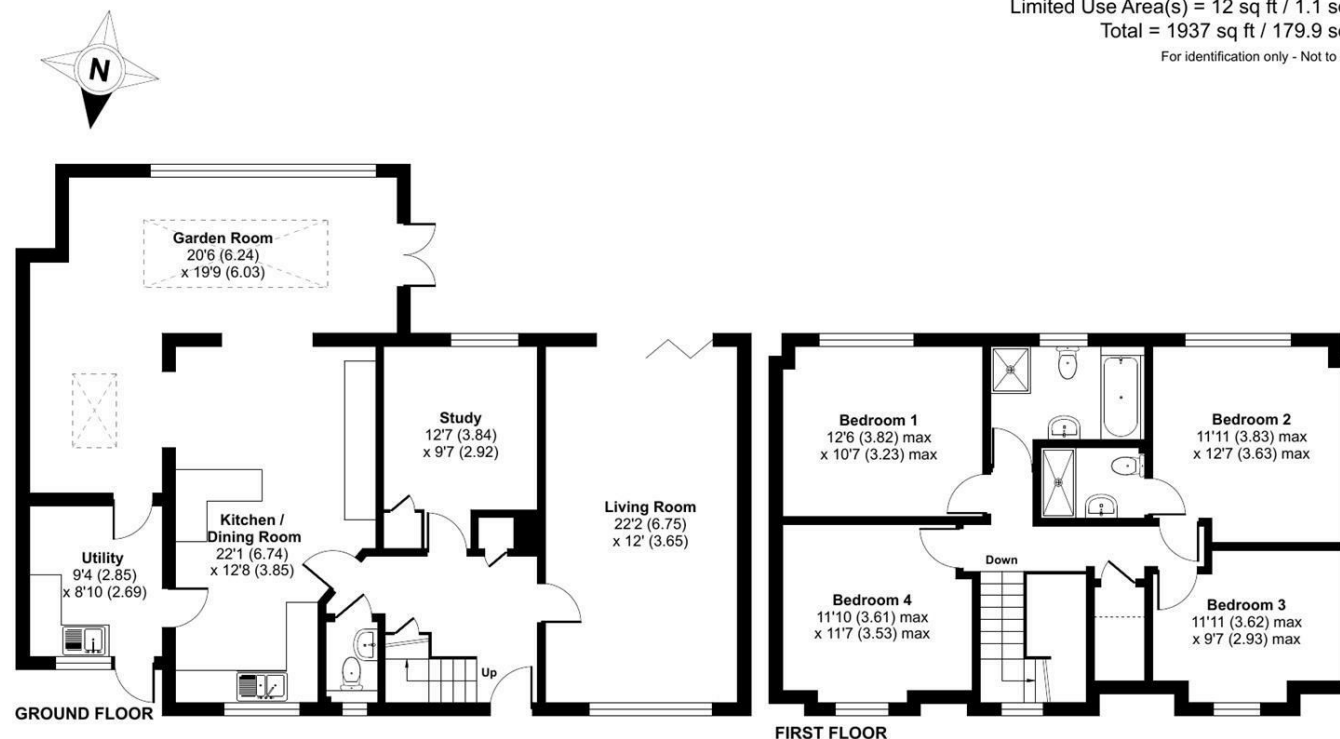 Limited Use Area(s) = 12 sq ft / 1.1 s
Total = 1937 sq ft / 179.9 s
For identification only - Not to
N
Garden Room
20'6 (6.24)
x 19'9 (6.03)
Study
12'7 (3.84)
x 9'7 (2.92)
Living Room
22'2 (6.75)
x 12' (3.65)
Kitchen /
Dining Room
22'1 (6.74)
x 12'8 (3.85)
Utility
9'4 (2.85)
x 8'10 (2.69)
Up
GROUND FLOOR
Bedroom 1
12'6 (3.82) max
x 10'7 (3.23) max
Bedroom 2
11'11 (3.83) max
x 12'7 (3.63) max
Down
Bedroom 4
11'10 (3.61) max
x 11'7 (3.53) max
Bedroom 3
11'11 (3.62) max
x 9'7 (2.93) max
FIRST FLOOR